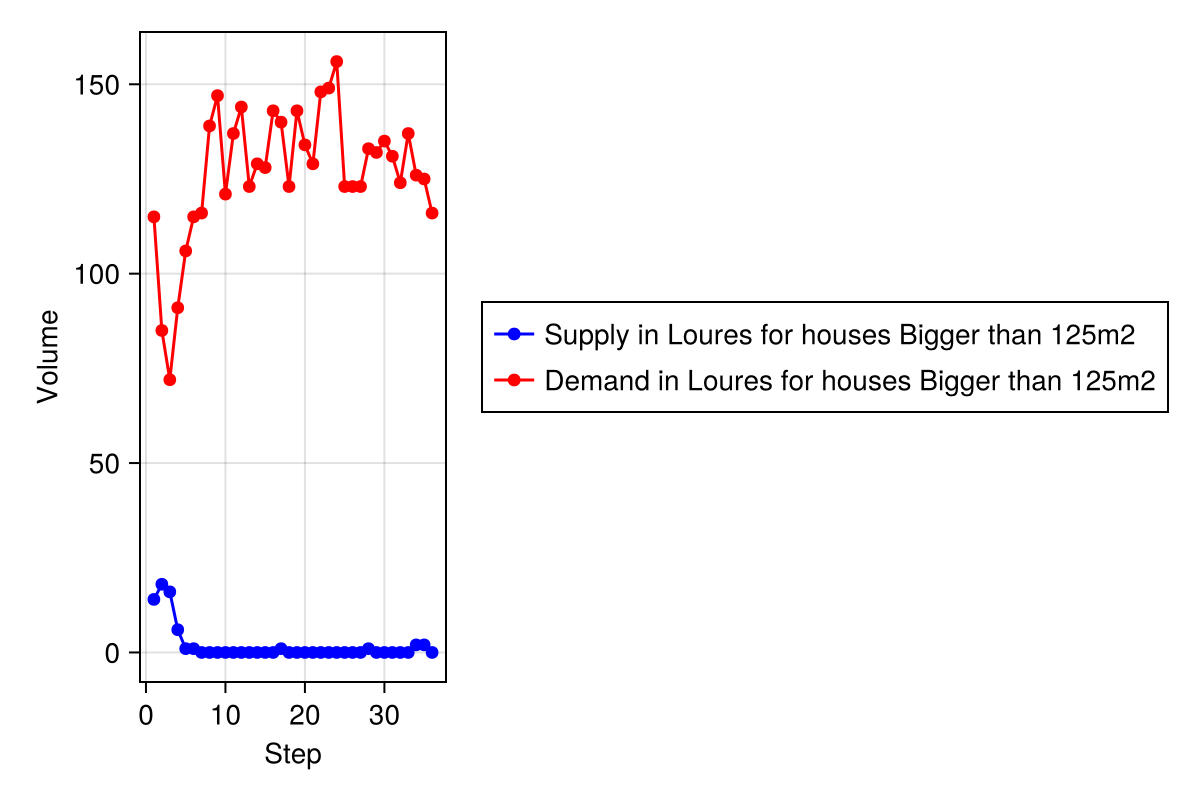 150
100
50
0
Volume
0 10 20 30
Step
Supply in Loures for houses Bigger than 125m2
Demand in Loures for houses Bigger than 125m2